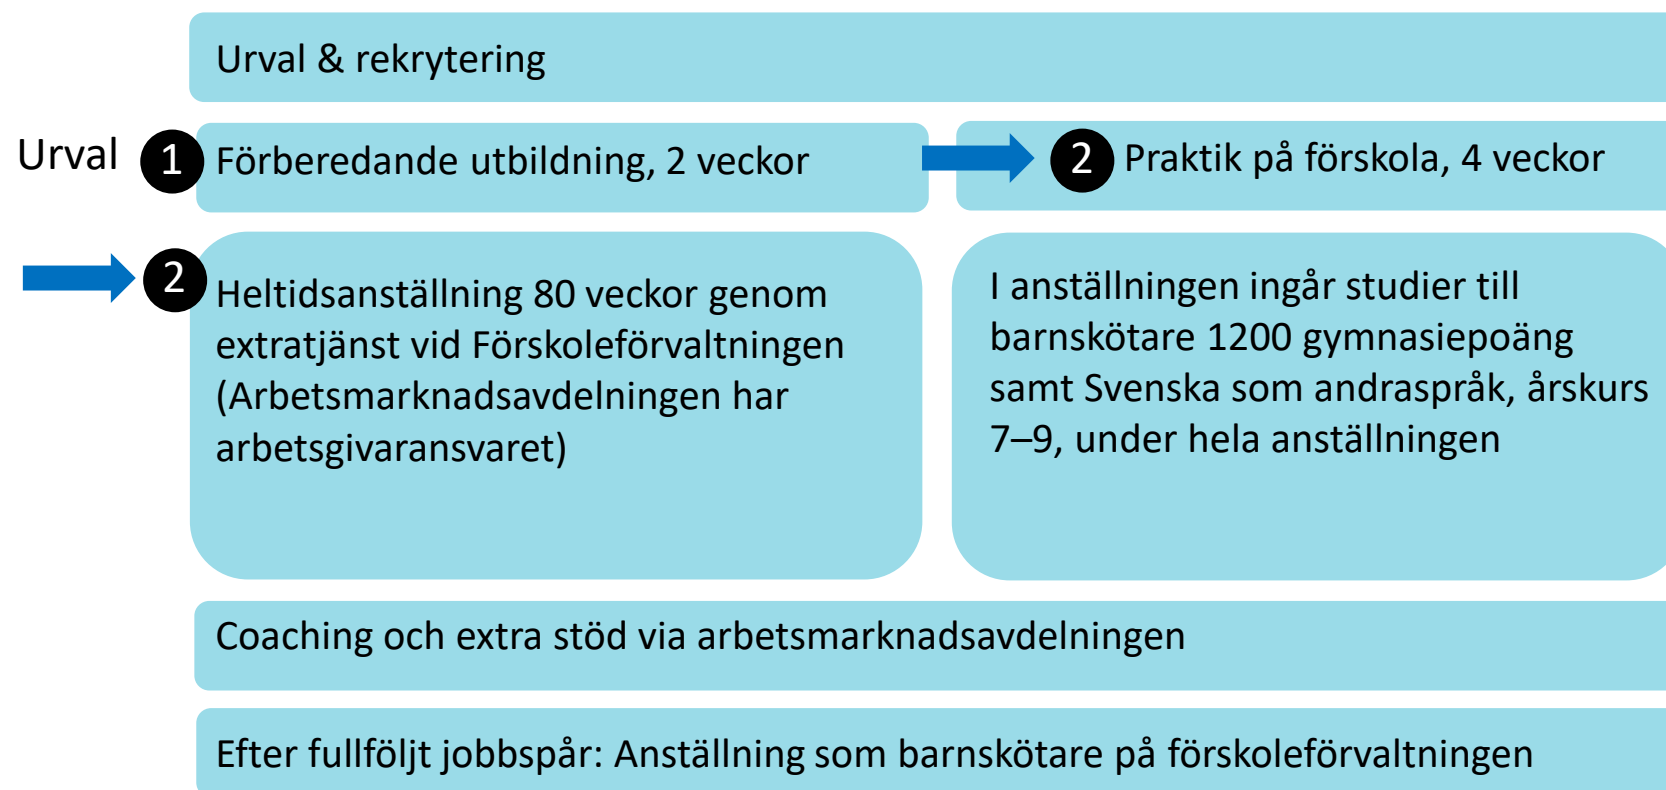 Urval & rekrytering
Urval 1 Förberedande utbildning, 2 veckor
2 Praktik på förskola, 4 veckor
2
Heltidsanställning 80 veckor genom
extratjänst vid Förskoleförvaltningen
(Arbetsmarknadsavdelningen har
arbetsgivaransvaret)
I anställningen ingår studier till
barnskötare 1200 gymnasiepoäng
samt Svenska som andraspråk, årskurs
7–9, under hela anställningen
Coaching och extra stöd via arbetsmarknadsavdelningen
Efter fullföljt jobbspår: Anställning som barnskötare på förskoleförvaltningen